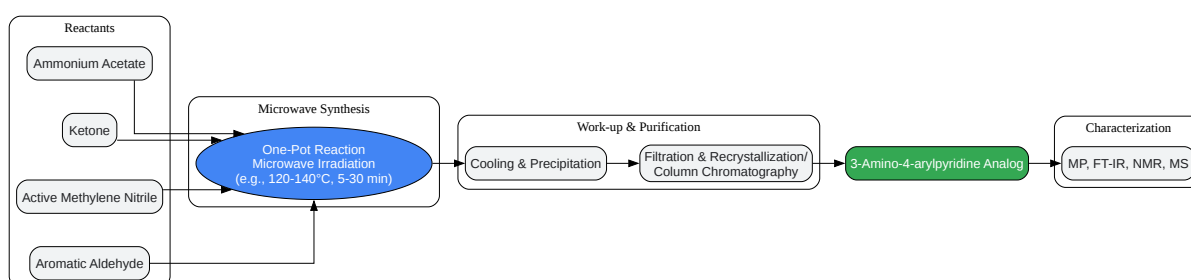 Reactants
Ammonium Acetate
Ketone
Active Methylene Nitrile
Aromatic Aldehyde
Microwave Synthesis
One-Pot Reaction
Microwave Irradiation
(e.g., 120-140°C, 5-30 min)
Work-up & Purification
Cooling & Precipitation
Filtration & Recrystallization/
Column Chromatography
3-Amino-4-arylpyridine Analog
Characterization
MP, FT-IR, NMR, MS